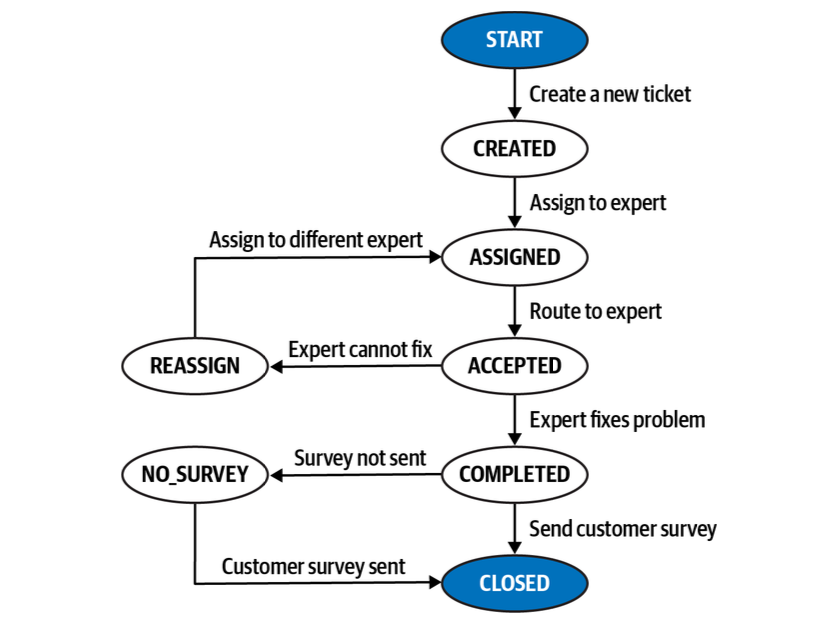 START
Create a new ticket
CREATED
Assign to expert
Assign to different expert
ASSIGNED
Route to expert
REASSIGN
Expert cannot fix
ACCEPTED
Expert fixes problem
NO_SURVEY
Survey not sent
COMPLETED
Send customer survey
Customer survey sent
CLOSED